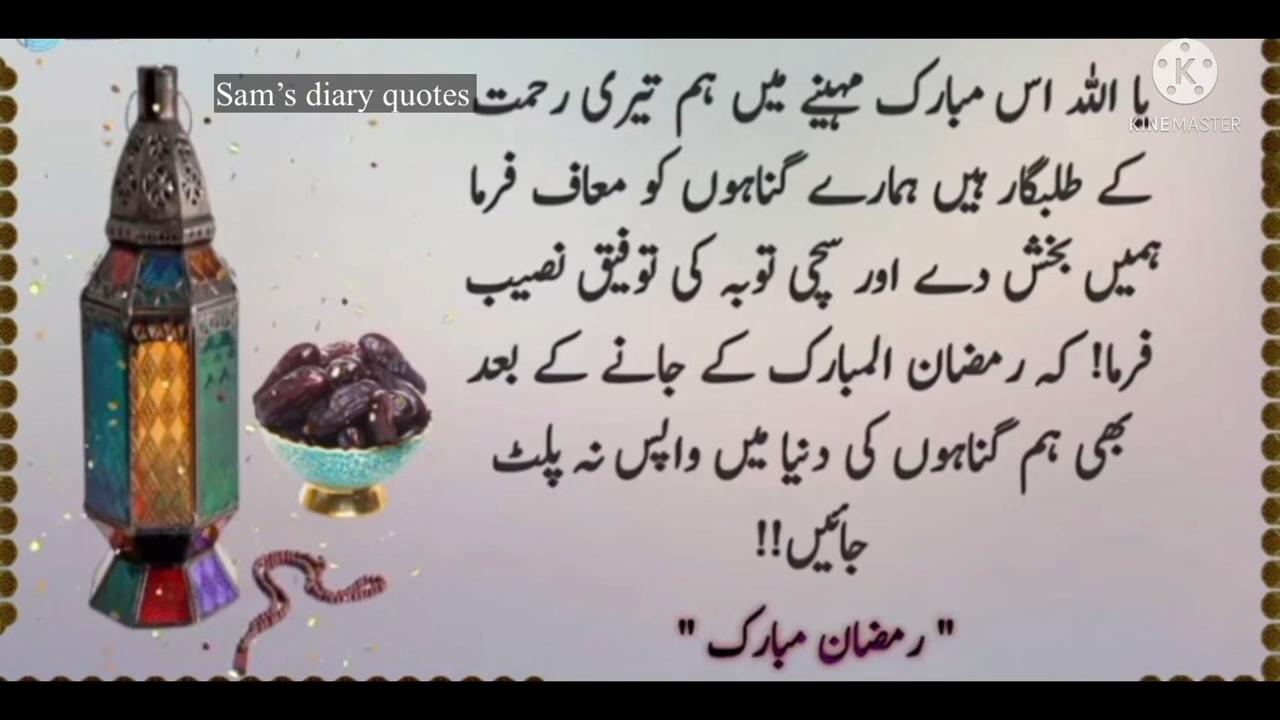 Sam's diary quotes
یا اللہ اس مبارک مہینے میں ہم تیری رحمت
کے طلبگار ہیں ہمارے گناہوں کو معاف فرما
ہمیں بخش دے اور سچی توبہ کی توفیق نصیب
فرما! کہ رمضان المبارک کے جانے کے بعد
بھی ہم گناہوں کی دنیا میں واپس نہ پلٹ
جائیں!!
" رمضان مبارک "
K
KINEMASTER